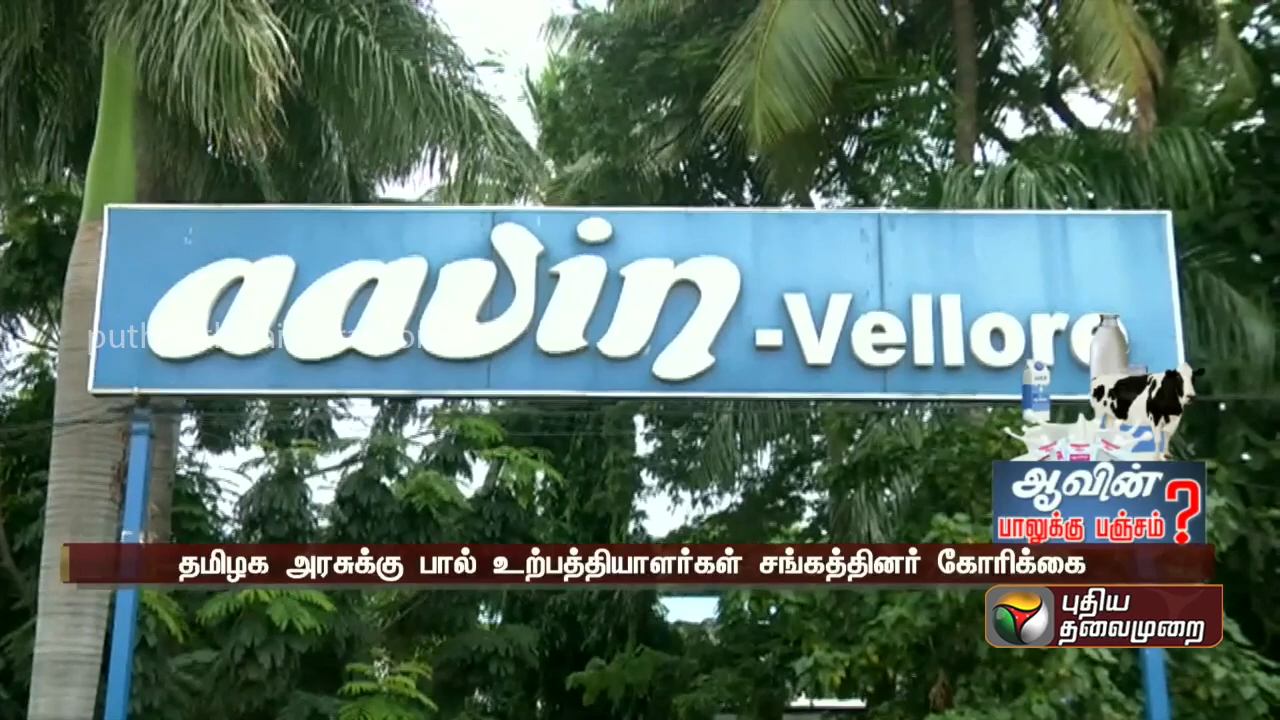 aavin -Vellore
ஆவின்
பாலுக்கு பஞ்சம்?
தமிழக அரசுக்கு பால் உற்பத்தியாளர்கள் சங்கத்தினர் கோரிக்கை
புதிய
தலைமுறை